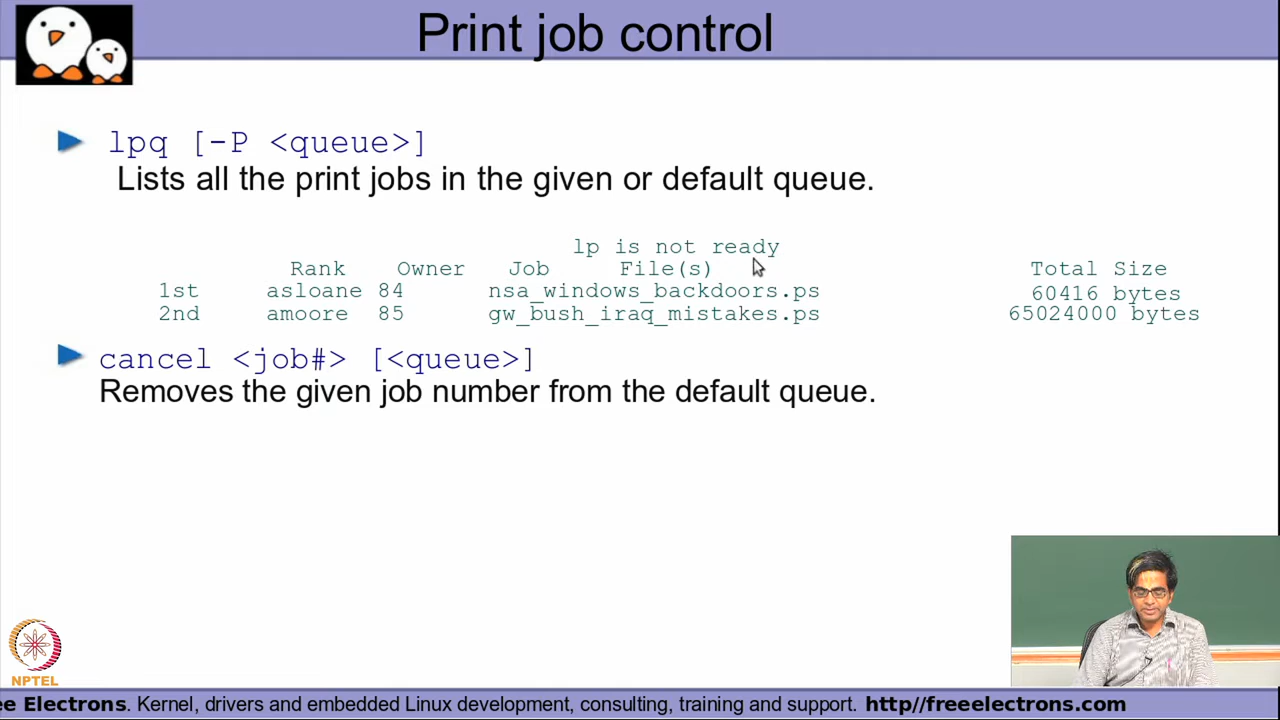 Print job control
lpq [-P <queue>]
Lists all the print jobs in the given or default queue.
lp is not ready
Rank Owner Job File(s) Total Size
1st asloane 84 nsa_windows_backdoors.ps 60416 bytes
2nd amoore 85 gw_bush_iraq_mistakes.ps 65024000 bytes
cancel <job#> [<queue>]
Removes the given job number from the default queue.
NPTEL
ee Electrons. Kernel, drivers and embedded Linux development, consulting, training and support. http//freeelectrons.com